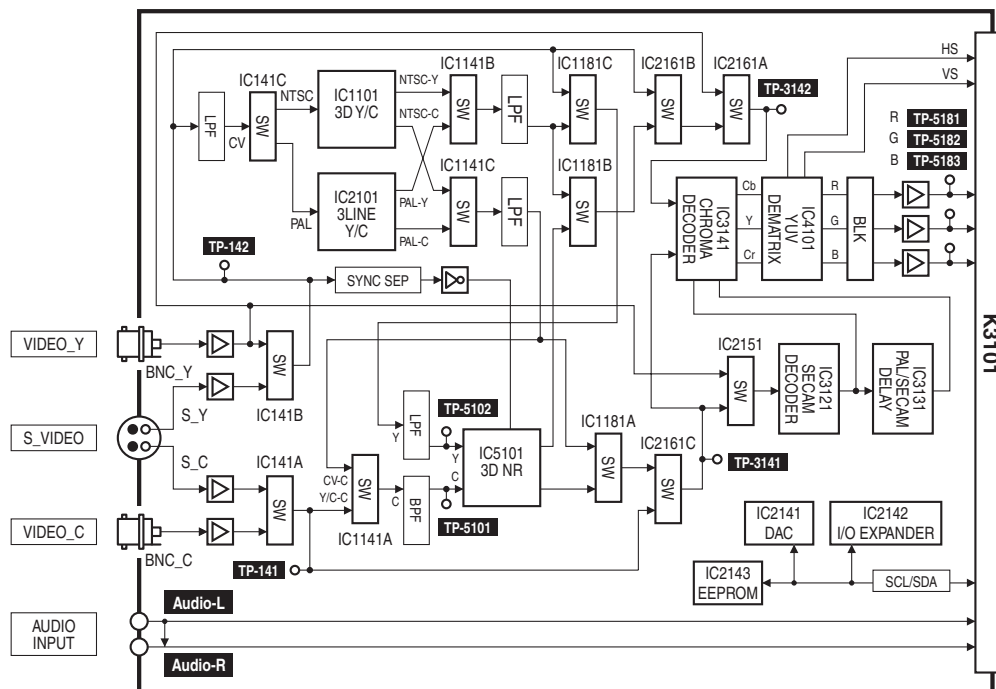 HS
VS
IC141C
NTSC
IC1101
3D Y/C
NTSC-Y
NTSC-C
IC1141B
SW
LPF
IC1181C
SW
IC2161B
SW
IC2161A
SW
TP-3142
LPF
CV
SW
R TP-5181
G TP-5182
B TP-5183
PAL
IC2101
3LINE
Y/C
PAL-Y
PAL-C
IC1141C
SW
LPF
IC1181B
SW
IC3141
CHROMA
DECODER
Cb
Y
Cr
IC4101
YUV
DEMATRIX
R
G
B
BLK
TP-142
SYNC SEP
K3101
VIDEO_Y
BNC_Y
S_Y
SW
IC141B
IC2151
SW
IC3121
SECAM
DECODER
IC3131
PAL/SECAM
DELAY
S_VIDEO
S_C
IC141A
SW
LPF
Y
TP-5102
Y
C
IC5101
3D NR
IC1181A
SW
IC2161C
SW
TP-3141
CV-C
Y/C-C
SW
IC1141A
C
BPF
TP-5101
VIDEO_C
BNC_C
TP-141
IC2141
DAC
IC2142
I/O EXPANDER
IC2143
EEPROM
SCL/SDA
AUDIO
INPUT
Audio-L
Audio-R